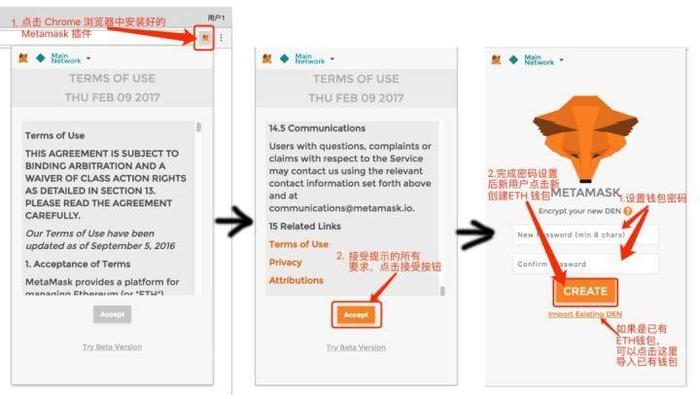 用户1
1. 点击 Chrome 浏览器中安装好的
Metamask 插件
Main
Network
TERMS OF USE
THU FEB 09 2017
Terms of Use
THIS AGREEMENT IS SUBJECT TO
BINDING ARBITRATION AND A
WAIVER OF CLASS ACTION RIGHTS
AS DETAILED IN SECTION 13.
PLEASE READ THE AGREEMENT
CAREFULLY.
Our Terms of Use have been
updated as of September 5, 2016
1. Acceptance of Terms
MetaMask provides a platform for
managing Ethereum (or "ETH")
Accept
Try Beta Version
Main
Network
TERMS OF USE
THU FEB 09 2017
14.5 Communications
Users with questions, complaints or
claims with respect to the Service
may contact us using the relevant
contact information set forth above
and at
communications@metamask.io.
15 Related Links
Terms of Use
Privacy
Attributions
2. 接受提示的所有
要求，点击接受按钮
Accept
Try Beta Version
Main
Network
2.完成密码设置
后新用户点击新
创建ETH 钱包
METAMASK
1.设置钱包密码
Encrypt your new DEN ?
New Password (min 8 chars)
Confirm Password
CREATE
Import Existing DEN
如果是已有
ETH钱包，
可以点击这里
导入已有钱包